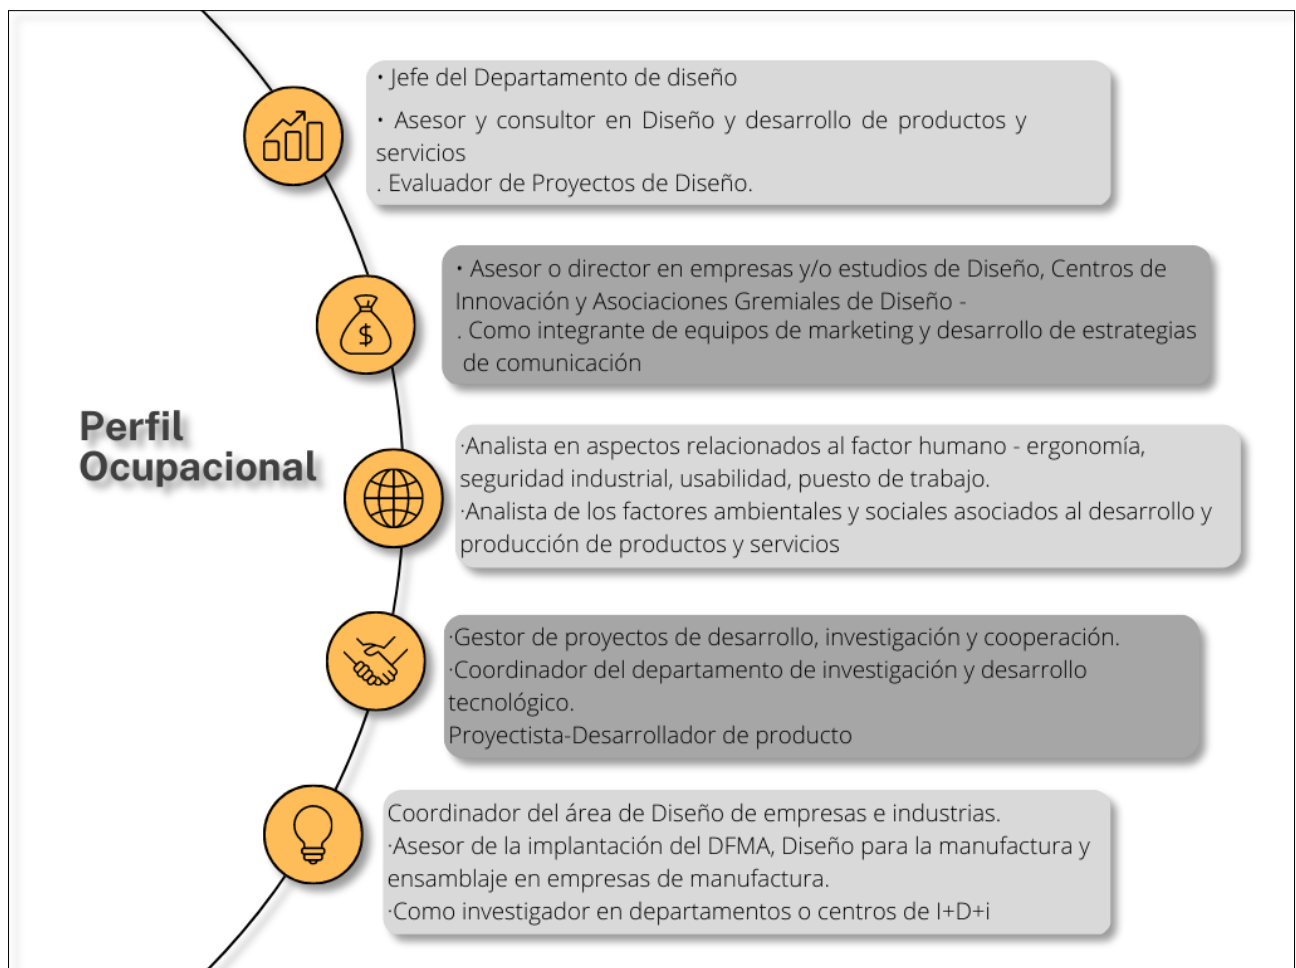 • Jefe del Departamento de diseño
• Asesor y consultor en Diseño y desarrollo de productos y
servicios
. Evaluador de Proyectos de Diseño.
• Asesor o director en empresas y/o estudios de Diseño, Centros de
Innovación y Asociaciones Gremiales de Diseño -
. Como integrante de equipos de marketing y desarrollo de estrategias
de comunicación
Perfil
Ocupacional
·Analista en aspectos relacionados al factor humano - ergonomía,
seguridad industrial, usabilidad, puesto de trabajo.
·Analista de los factores ambientales y sociales asociados al desarrollo y
producción de productos y servicios
·Gestor de proyectos de desarrollo, investigación y cooperación.
·Coordinador del departamento de investigación y desarrollo
tecnológico.
Proyectista-Desarrollador de producto
Coordinador del área de Diseño de empresas e industrias.
·Asesor de la implantación del DFMA, Diseño para la manufactura y
ensamblaje en empresas de manufactura.
·Como investigador en departamentos o centros de I+D+i